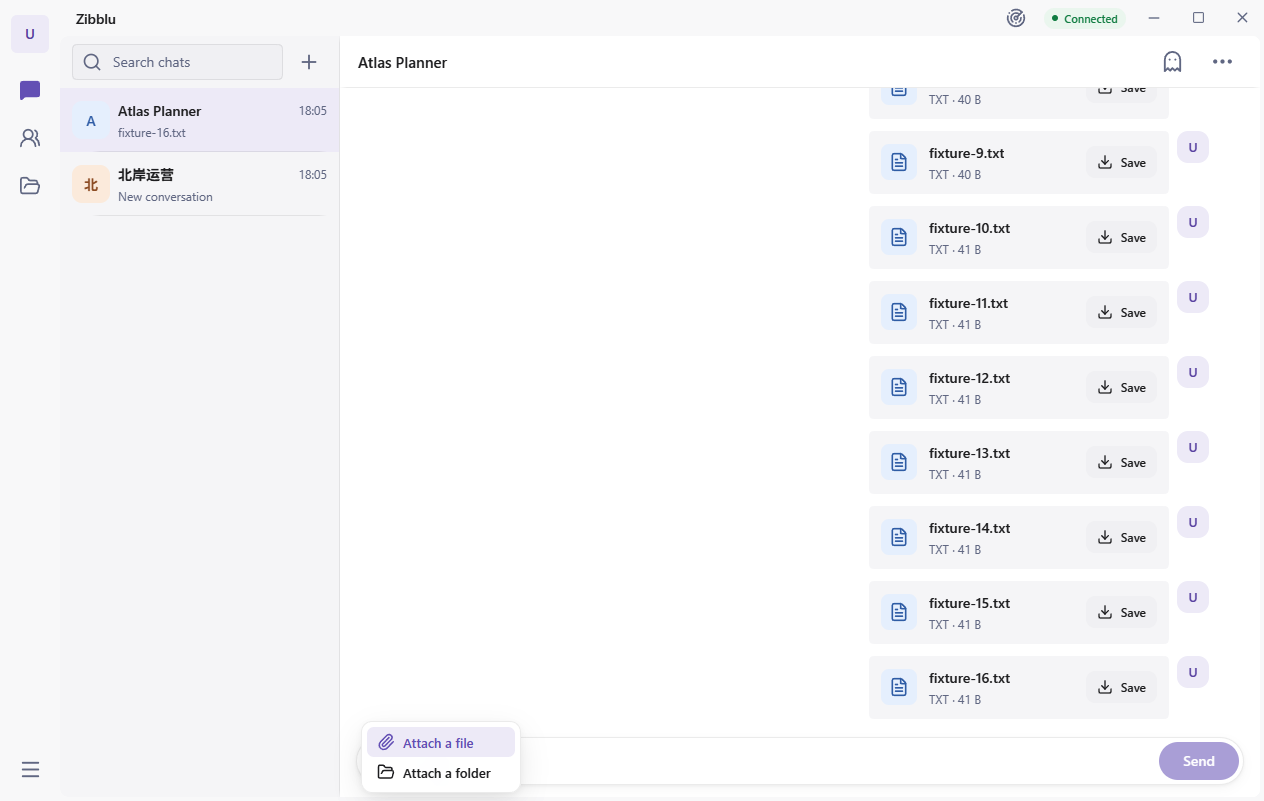 U
Zibblu
Connected
Search chats
A
Atlas Planner
18:05
fixture-16.txt
北
北岸运营
18:05
New conversation
Atlas Planner
Save
TXT · 40 B
fixture-9.txt
TXT · 40 B
Save
U
fixture-10.txt
TXT · 41 B
Save
U
fixture-11.txt
TXT · 41 B
Save
U
fixture-12.txt
TXT · 41 B
Save
U
fixture-13.txt
TXT · 41 B
Save
U
fixture-14.txt
TXT · 41 B
Save
U
fixture-15.txt
TXT · 41 B
Save
U
fixture-16.txt
TXT · 41 B
Save
U
Attach a file
Attach a folder
Send